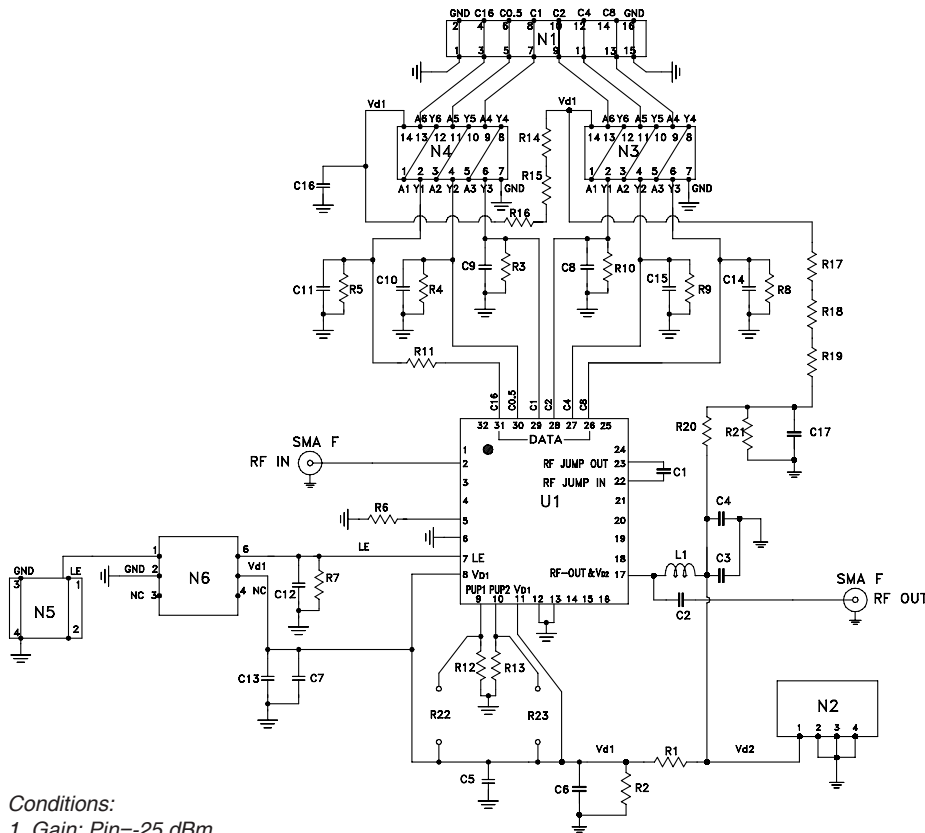 GND C16 C0.5 C1 C2 C4 C8 GND
2 4 6 8 10 12 14 16
N1
1 3 5 7 9 11 13 15
Vd1 A6 Y6 A5 Y5 A4 Y4
14 13 12 11 10 9 8
N4
1 2 3 4 5 6 7
A1 Y1 A2 Y2 A3 Y3 GND
Vd1 A6 Y6 A5 Y5 A4 Y4
14 13 12 11 10 9 8
N3
1 2 3 4 5 6 7
A1 Y1 A2 Y2 A3 Y3 GND
R14
R15
C16
R16
C11 R5 C10 R4 C9 R3 C8 R10 C15 R9 C14 R8
R17
R18
R19
R11
C16 C0.5 C1 C2 C4 C8
32 31 30 29 28 27 26 25
DATA
R20 R21 C17
SMA F
RF IN
1
2
3
4
5
6
7 LE
8 VD1
U1
24
23 RF JUMP OUT
22 RF JUMP IN
21
20
19
18
17 RF-OUT&VD2
C1
PUP1 PUP2 VD1
9 10 11 12 13 14 15 16
R6
C4
C3
L1
C2
SMA F
RF OUT
GND LE
3 1
N5
4 2
1
GND 2
NC 3
N6
6
Vd1
4 NC
LE
C12 R7
C13 C7
R12 R13
R22 R23
N2
1 2 3 4
C5
Vd1 R1 Vd2
C6 R2
Conditions:
1. Gain: Pin=-25 dBm